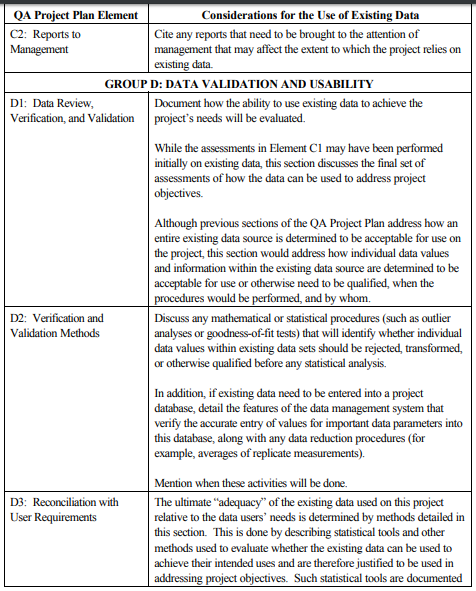 QA Project Plan Element
Considerations for the Use of Existing Data
C2: Reports to
Management
Cite any reports that need to be brought to the attention of
management that may affect the extent to which the project relies on
existing data.
GROUP D: DATA VALIDATION AND USABILITY
D1: Data Review,
Verification, and Validation
Document how the ability to use existing data to achieve the
project's needs will be evaluated.
While the assessments in Element C1 may have been performed
initially on existing data, this section discusses the final set of
assessments of how the data can be used to address project
objectives.
Although previous sections of the QA Project Plan address how an
entire existing data source is determined to be acceptable for use on
the project, this section would address how individual data values
and information within the existing data source are determined to be
acceptable for use or otherwise need to be qualified, when the
procedures would be performed, and by whom.
D2: Verification and
Validation Methods
Discuss any mathematical or statistical procedures (such as outlier
analyses or goodness-of-fit tests) that will identify whether individual
data values within existing data sets should be rejected, transformed,
or otherwise qualified before any statistical analysis.
In addition, if existing data need to be entered into a project
database, detail the features of the data management system that
verify the accurate entry of values for important data parameters into
this database, along with any data reduction procedures (for
example, averages of replicate measurements).
Mention when these activities will be done.
D3: Reconciliation with
User Requirements
The ultimate “adequacy” of the existing data used on this project
relative to the data users' needs is determined by methods detailed in
this section. This is done by describing statistical tools and other
methods used to evaluate whether the existing data can be used to
achieve their intended uses and are therefore justified to be used in
addressing project objectives. Such statistical tools are documented